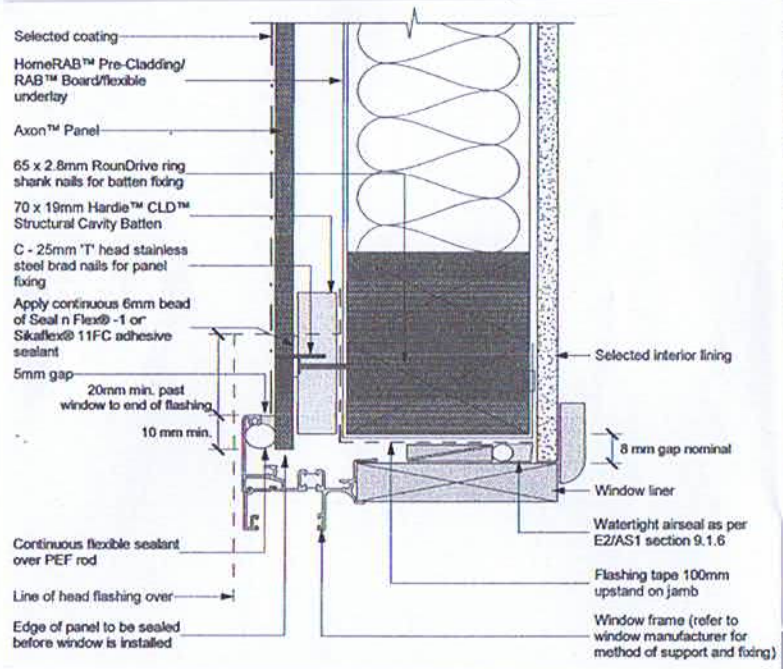 Selected coating
HomeRAB™ Pre-Cladding/
RAB™ Board/flexible
underlay
Axon™ Panel
65 x 2.8mm RounDrive ring
shank nails for batten fixing
70 x 19mm Hardie™ CLD™
Structural Cavity Batten
C - 25mm 'T' head stainless
steel brad nails for panel
fixing
Apply continuous 6mm bead
of Seal n Flex® -1 or
Sikaflex® 11FC adhesive
sealant
5mm gap
20mm min. past
window to end of flashing
10 mm min.
Continuous flexible sealant
over PEF rod
Line of head flashing over
Edge of panel to be sealed
before window is installed
Selected interior lining
8 mm gap nominal
Window liner
Watertight airseal as per
E2/AS1 section 9.1.6
Flashing tape 100mm
upstand on jamb
Window frame (refer to
window manufacturer for
method of support and fixing)